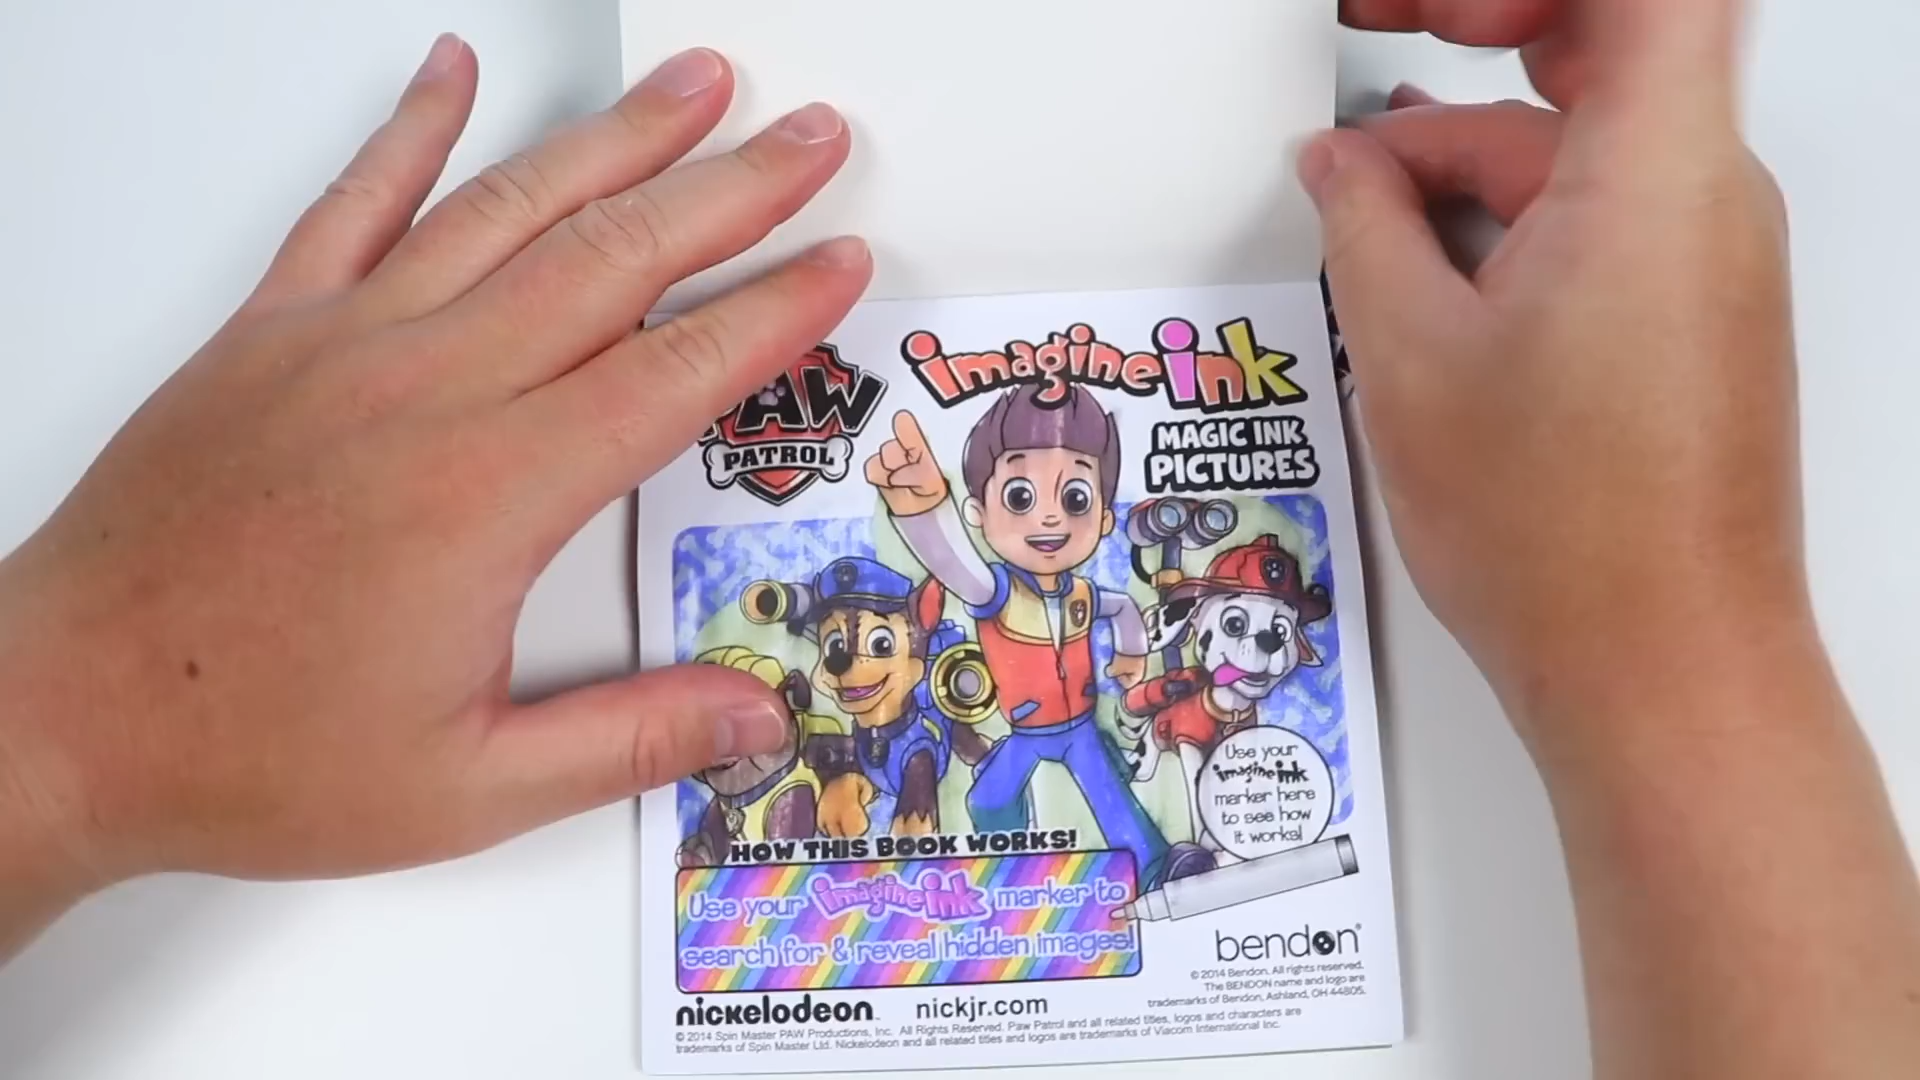 PAW
PATROL
imagine ink
MAGIC INK
PICTURES
Use your
imagine ink
marker here
to see how
it works!
HOW THIS BOOK WORKS!
Use your imagine ink marker to
search for & reveal hidden images!
bendon®
© 2014 Bendon. All rights reserved.
The BENDON name and logo are
trademarks of Bendon, Ashland, OH 44805.
nickelodeon™ nickjr.com
© 2014 Spin Master PAW Productions, Inc. All Rights Reserved. Paw Patrol and all related titles, logos and characters are
trademarks of Spin Master Ltd. Nickelodeon and all related titles and logos are trademarks of Viacom International Inc.